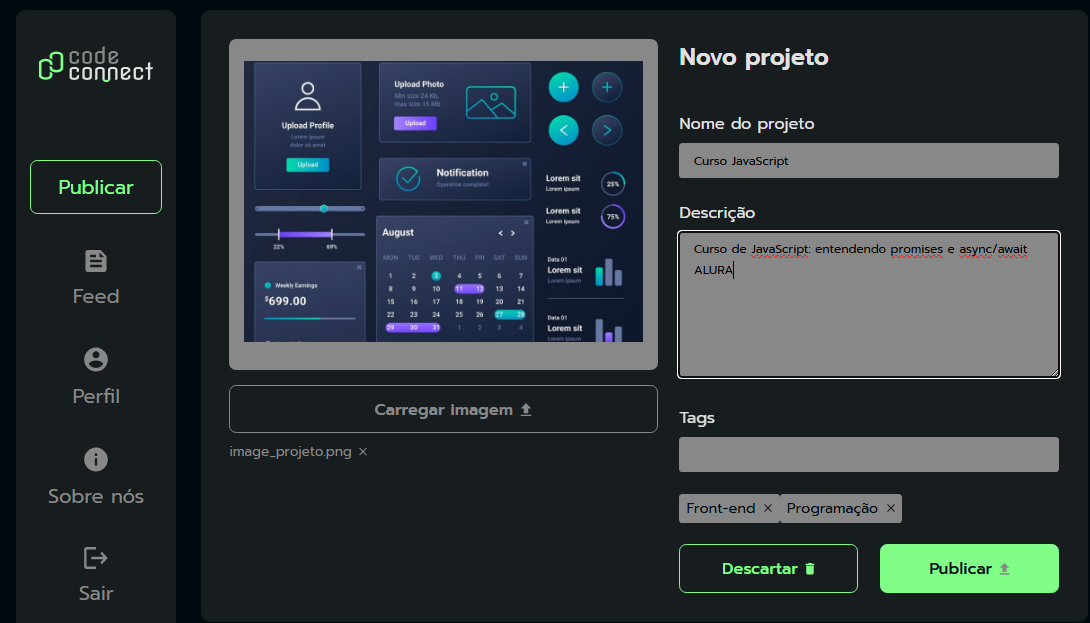 code
connect
Publicar
Feed
Perfil
Sobre nós
Sair
Upload Profile
Lorem ipsum
dolor sit amet
Upload
Upload Photo
Min size 24 Kb,
max size 15 Mb
Upload
Notification
Operation complete!
Lorem sit
Lorem ipsum
25%
Lorem sit
Lorem ipsum
75%
22% 69%
Weekly Earnings
$699.00
August
MON TUE WED THU FRI SAT SUN
1 2 3 4 5 6 7
8 9 10 11 12 13 14
15 16 17 18 19 20 21
22 23 24 25 26 27 28
29 30 31 1 2 3 4
Data 01
Lorem sit
Lorem ipsum
Data 01
Lorem sit
Lorem ipsum
Carregar imagem
image_projeto.png ×
Novo projeto
Nome do projeto
Curso JavaScript
Descrição
Curso de JavaScript: entendendo promises e async/await
ALURA
Tags
Front-end × Programação ×
Descartar
Publicar